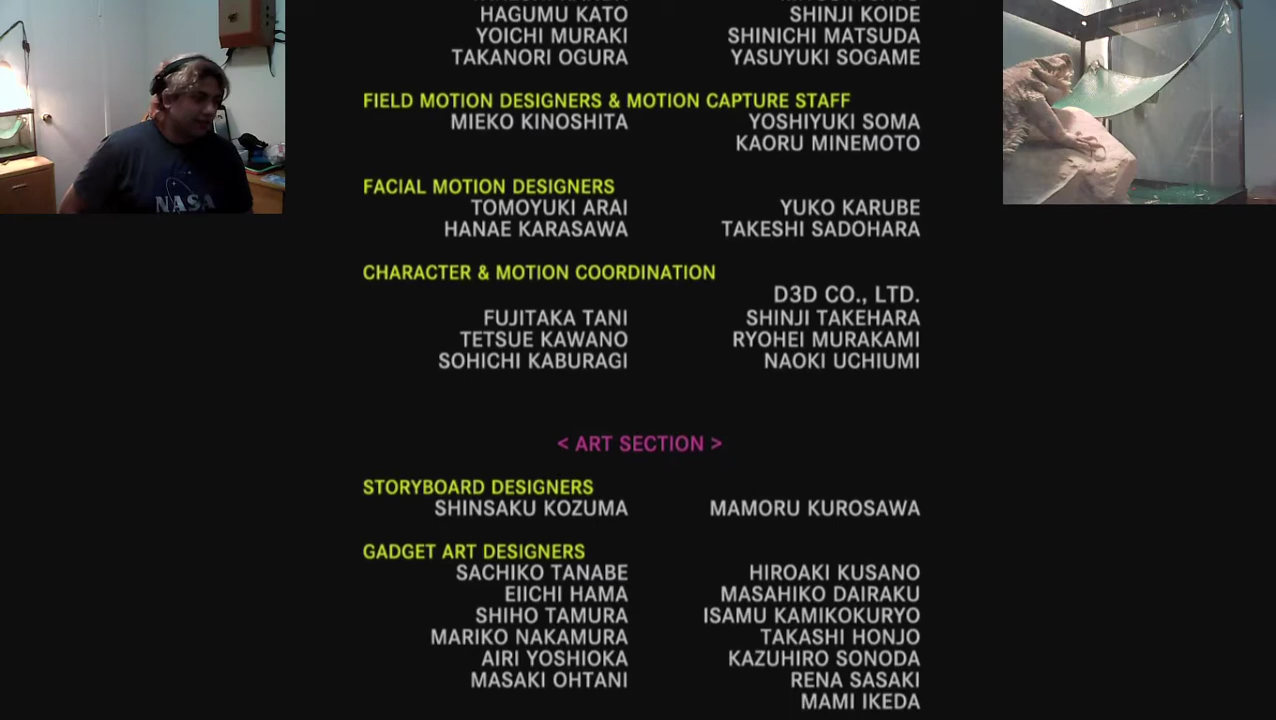 HAGUMU KATO SHINJI KOIDE
YOICHI MURAKI SHINICHI MATSUDA
TAKANORI OGURA YASUYUKI SOGAME
FIELD MOTION DESIGNERS & MOTION CAPTURE STAFF
MIEKO KINOSHITA YOSHIYUKI SOMA
KAORU MINEMOTO
FACIAL MOTION DESIGNERS
TOMOYUKI ARAI YUKO KARUBE
HANAE KARASAWA TAKESHI SADOHARA
CHARACTER & MOTION COORDINATION
D3D CO., LTD.
FUJITAKA TANI SHINJI TAKEHARA
TETSUE KAWANO RYOHEI MURAKAMI
SOHICHI KABURAGI NAOKI UCHIUMI
< ART SECTION >
STORYBOARD DESIGNERS
SHINSAKU KOZUMA MAMORU KUROSAWA
GADGET ART DESIGNERS
SACHIKO TANABE HIROAKI KUSANO
EIICHI HAMA MASAHIKO DAIRAKU
SHIHO TAMURA ISAMU KAMIKOKURYO
MARIKO NAKAMURA TAKASHI HONJO
AIRI YOSHIOKA KAZUHIRO SONODA
MASAKI OHTANI RENA SASAKI
MAMI IKEDA
NASA